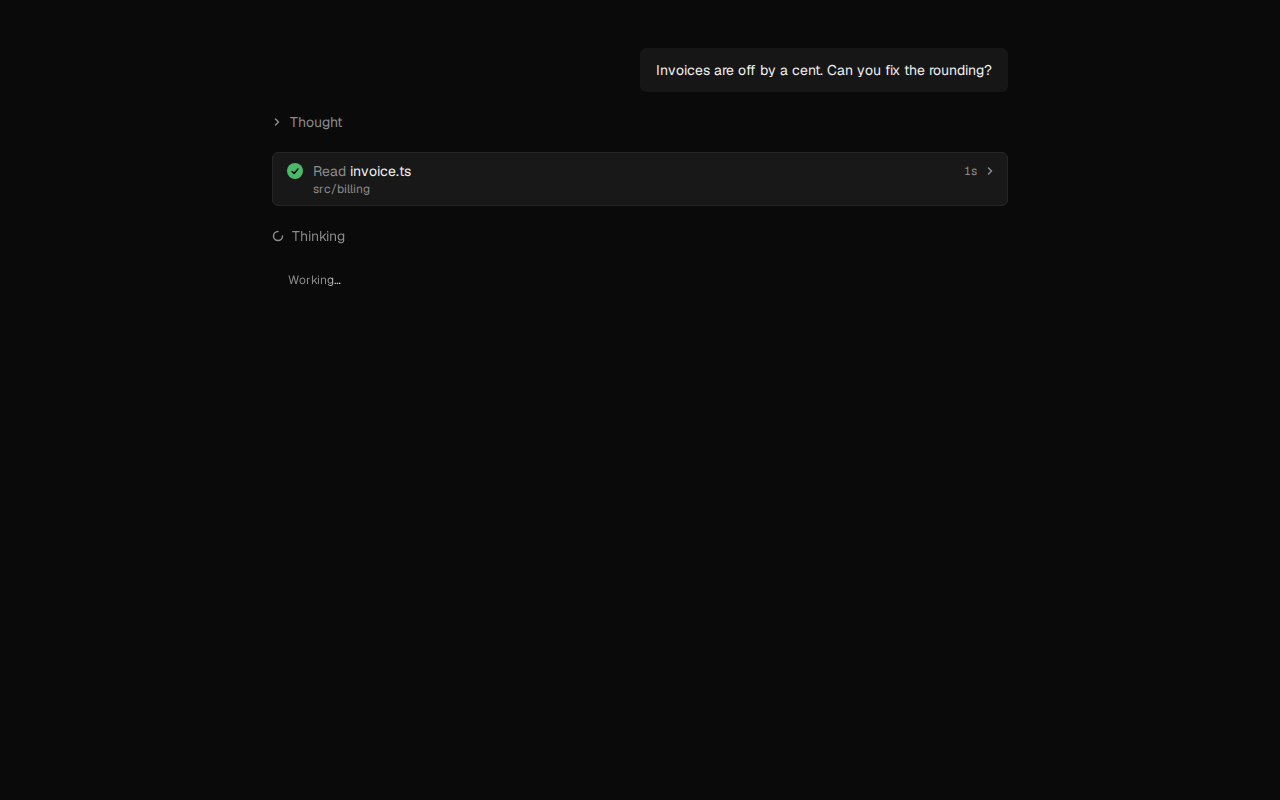 Invoices are off by a cent. Can you fix the rounding?
Thought
Read invoice.ts 1s
src/billing
Thinking
Working…